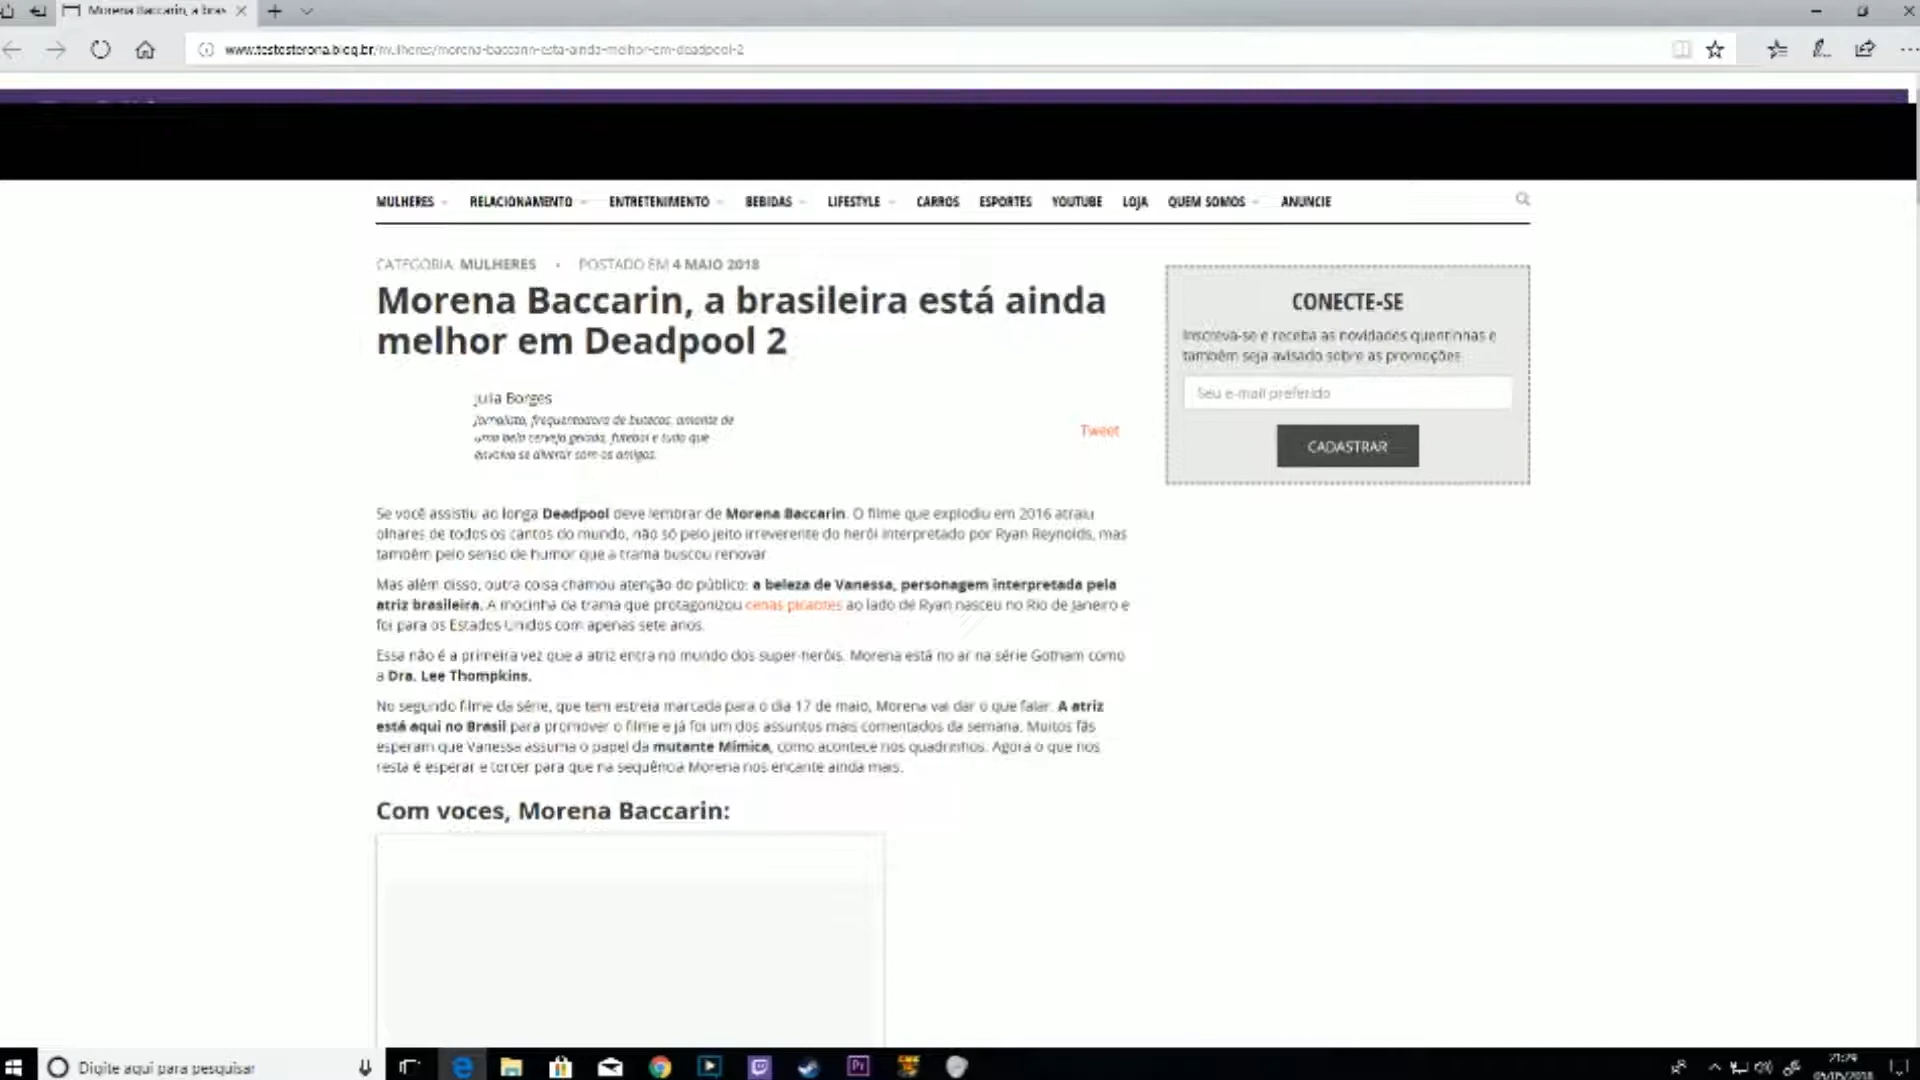 Morena Baccarin, a bras
www.testosterona.blog.br/mulheres/morena-baccarin-esta-ainda-melhor-em-deadpool-2
MULHERES RELACIONAMENTO ENTRETENIMENTO BEBIDAS LIFESTYLE CARROS ESPORTES YOUTUBE LOJA QUEM SOMOS ANUNCIE
CATEGORIA MULHERES • POSTADO EM 4 MAIO 2018
Morena Baccarin, a brasileira está ainda
melhor em Deadpool 2
Julia Borges
Jornalista, frequentadora de butecos, amante de
uma bela cerveja gelada, futebol e tudo que
envolva se divertir com os amigos.
Tweet
CONECTE-SE
Inscreva-se e receba as novidades quentinhas e
também seja avisado sobre as promoções
Seu e-mail preferido
CADASTRAR
Se você assistiu ao longa Deadpool deve lembrar de Morena Baccarin. O filme que explodiu em 2016 atraiu
olhares de todos os cantos do mundo, não só pelo jeito irreverente do herói interpretado por Ryan Reynolds, mas
também pelo senso de humor que a trama buscou renovar
Mas além disso, outra coisa chamou atenção do público: a beleza de Vanessa, personagem interpretada pela
atriz brasileira. A mocinha da trama que protagonizou cenas picantes ao lado de Ryan nasceu no Rio de Janeiro e
foi para os Estados Unidos com apenas sete anos.
Essa não é a primeira vez que a atriz entra no mundo dos super-heróis. Morena está no ar na série Gotham como
a Dra. Lee Thompkins.
No segundo filme da série, que tem estreia marcada para o dia 17 de maio, Morena vai dar o que falar. A atriz
está aqui no Brasil para promover o filme e já foi um dos assuntos mais comentados da semana. Muitos fãs
esperam que Vanessa assuma o papel da mutante Mímica, como acontece nos quadrinhos. Agora o que nos
resta é esperar e torcer para que na sequência Morena nos encante ainda mais.
Com voces, Morena Baccarin:
Digite aqui para pesquisar
Pr
21:29
05/05/2018